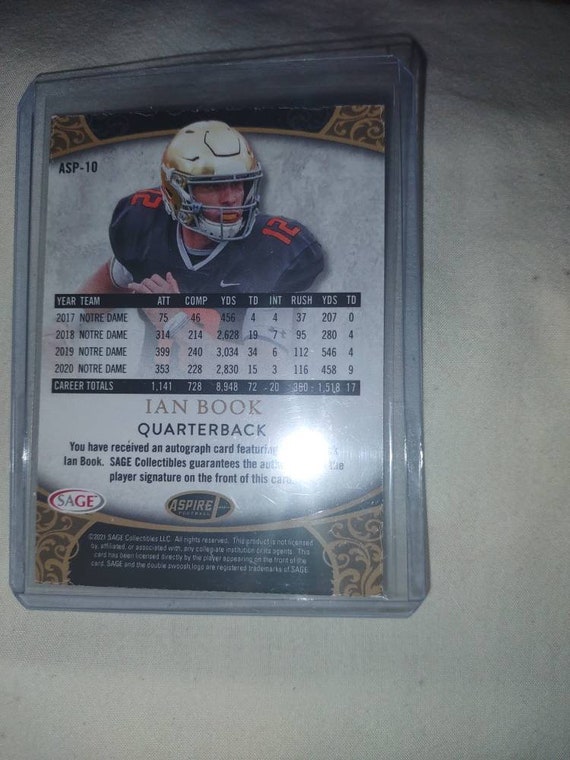 ASP-10
12
12
YEAR TEAM ATT COMP YDS TD INT RUSH YDS TD
2017 NOTRE DAME 75 46 456 4 4 37 207 0
2018 NOTRE DAME 314 214 2,628 19 7 95 280 4
2019 NOTRE DAME 399 240 3,034 34 6 112 546 4
2020 NOTRE DAME 353 228 2,830 15 3 116 458 9
CAREER TOTALS 1,141 728 8,948 72 20 360 1,518 17
IAN BOOK
QUARTERBACK
You have received an autograph card featuring
Ian Book. SAGE Collectibles guarantees the the
player signature on the front of this card
SAGE
ASPIRE
FOOTBALL
©2021 SAGE Collectibles LLC. All rights reserved. This product is not licensed
by, affiliated, or associated with, any collegiate institution or its agents. This
card has been licensed directly by the player appearing on the front of the
card. SAGE and the double swoosh logo are registered trademarks of SAGE